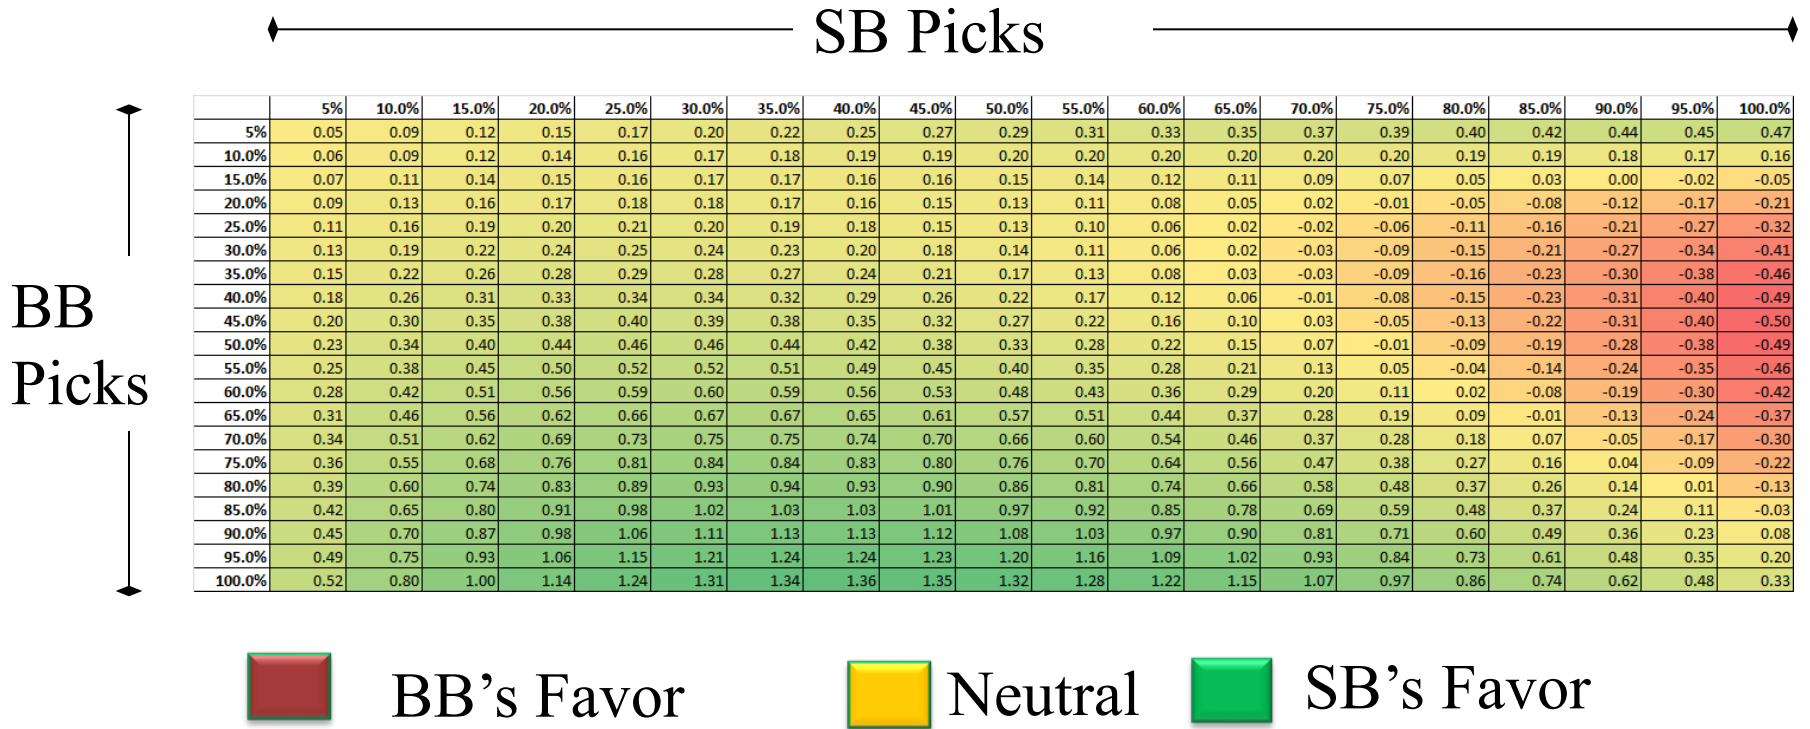 SB Picks
5% 10.0% 15.0% 20.0% 25.0% 30.0% 35.0% 40.0% 45.0% 50.0% 55.0% 60.0% 65.0% 70.0% 75.0% 80.0% 85.0% 90.0% 95.0% 100.0%
5% 0.05 0.09 0.12 0.15 0.17 0.20 0.22 0.25 0.27 0.29 0.31 0.33 0.35 0.37 0.39 0.40 0.42 0.44 0.45 0.47
10.0% 0.06 0.09 0.12 0.14 0.16 0.17 0.18 0.19 0.19 0.20 0.20 0.20 0.20 0.20 0.20 0.19 0.19 0.18 0.17 0.16
15.0% 0.07 0.11 0.14 0.15 0.16 0.17 0.17 0.16 0.16 0.15 0.14 0.12 0.11 0.09 0.07 0.05 0.03 0.00 -0.02 -0.05
20.0% 0.09 0.13 0.16 0.17 0.18 0.18 0.17 0.16 0.15 0.13 0.11 0.08 0.05 0.02 -0.01 -0.05 -0.08 -0.12 -0.17 -0.21
25.0% 0.11 0.16 0.19 0.20 0.21 0.20 0.19 0.18 0.15 0.13 0.10 0.06 0.02 -0.02 -0.06 -0.11 -0.16 -0.21 -0.27 -0.32
30.0% 0.13 0.19 0.22 0.24 0.25 0.24 0.23 0.20 0.18 0.14 0.11 0.06 0.02 -0.03 -0.09 -0.15 -0.21 -0.27 -0.34 -0.41
35.0% 0.15 0.22 0.26 0.28 0.29 0.28 0.27 0.24 0.21 0.17 0.13 0.08 0.03 -0.03 -0.09 -0.16 -0.23 -0.30 -0.38 -0.46
40.0% 0.18 0.26 0.31 0.33 0.34 0.34 0.32 0.29 0.26 0.22 0.17 0.12 0.06 -0.01 -0.08 -0.15 -0.23 -0.31 -0.40 -0.49
45.0% 0.20 0.30 0.35 0.38 0.40 0.39 0.38 0.35 0.32 0.27 0.22 0.16 0.10 0.03 -0.05 -0.13 -0.22 -0.31 -0.40 -0.50
50.0% 0.23 0.34 0.40 0.44 0.46 0.46 0.44 0.42 0.38 0.33 0.28 0.22 0.15 0.07 -0.01 -0.09 -0.19 -0.28 -0.38 -0.49
55.0% 0.25 0.38 0.45 0.50 0.52 0.52 0.51 0.49 0.45 0.40 0.35 0.28 0.21 0.13 0.05 -0.04 -0.14 -0.24 -0.35 -0.46
60.0% 0.28 0.42 0.51 0.56 0.59 0.60 0.59 0.56 0.53 0.48 0.43 0.36 0.29 0.20 0.11 0.02 -0.08 -0.19 -0.30 -0.42
65.0% 0.31 0.46 0.56 0.62 0.66 0.67 0.67 0.65 0.61 0.57 0.51 0.44 0.37 0.28 0.19 0.09 -0.01 -0.13 -0.24 -0.37
70.0% 0.34 0.51 0.62 0.69 0.73 0.75 0.75 0.74 0.70 0.66 0.60 0.54 0.46 0.37 0.28 0.18 0.07 -0.05 -0.17 -0.30
75.0% 0.36 0.55 0.68 0.76 0.81 0.84 0.84 0.83 0.80 0.76 0.70 0.64 0.56 0.47 0.38 0.27 0.16 0.04 -0.09 -0.22
80.0% 0.39 0.60 0.74 0.83 0.89 0.93 0.94 0.93 0.90 0.86 0.81 0.74 0.66 0.58 0.48 0.37 0.26 0.14 0.01 -0.13
85.0% 0.42 0.65 0.80 0.91 0.98 1.02 1.03 1.03 1.01 0.97 0.92 0.85 0.78 0.69 0.59 0.48 0.37 0.24 0.11 -0.03
90.0% 0.45 0.70 0.87 0.98 1.06 1.11 1.13 1.13 1.12 1.08 1.03 0.97 0.90 0.81 0.71 0.60 0.49 0.36 0.23 0.08
95.0% 0.49 0.75 0.93 1.06 1.15 1.21 1.24 1.24 1.23 1.20 1.16 1.09 1.02 0.93 0.84 0.73 0.61 0.48 0.35 0.20
100.0% 0.52 0.80 1.00 1.14 1.24 1.31 1.34 1.36 1.35 1.32 1.28 1.22 1.15 1.07 0.97 0.86 0.74 0.62 0.48 0.33
BB
Picks
BB’s Favor
Neutral
SB’s Favor